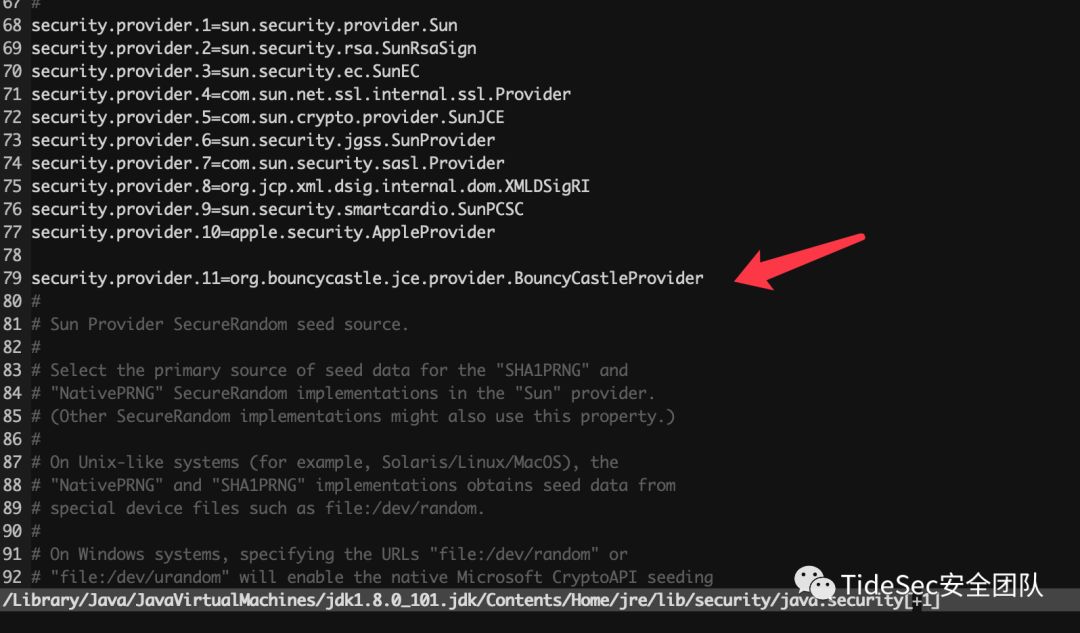 67 #
68 security.provider.1=sun.security.provider.Sun
69 security.provider.2=sun.security.rsa.SunRsaSign
70 security.provider.3=sun.security.ec.SunEC
71 security.provider.4=com.sun.net.ssl.internal.ssl.Provider
72 security.provider.5=com.sun.crypto.provider.SunJCE
73 security.provider.6=sun.security.jgss.SunProvider
74 security.provider.7=com.sun.security.sasl.Provider
75 security.provider.8=org.jcp.xml.dsig.internal.dom.XMLDSigRI
76 security.provider.9=sun.security.smartcardio.SunPCSC
77 security.provider.10=apple.security.AppleProvider
78
79 security.provider.11=org.bouncycastle.jce.provider.BouncyCastleProvider
80 #
81 # Sun Provider SecureRandom seed source.
82 #
83 # Select the primary source of seed data for the "SHA1PRNG" and
84 # "NativePRNG" SecureRandom implementations in the "Sun" provider.
85 # (Other SecureRandom implementations might also use this property.)
86 #
87 # On Unix-like systems (for example, Solaris/Linux/MacOS), the
88 # "NativePRNG" and "SHA1PRNG" implementations obtains seed data from
89 # special device files such as file:/dev/random.
90 #
91 # On Windows systems, specifying the URLs "file:/dev/random" or
92 # "file:/dev/urandom" will enable the native Microsoft CryptoAPI seeding
TideSec安全团队
/Library/Java/JavaVirtualMachines/jdk1.8.0_101.jdk/Contents/Home/jre/lib/security/java.security[+1]